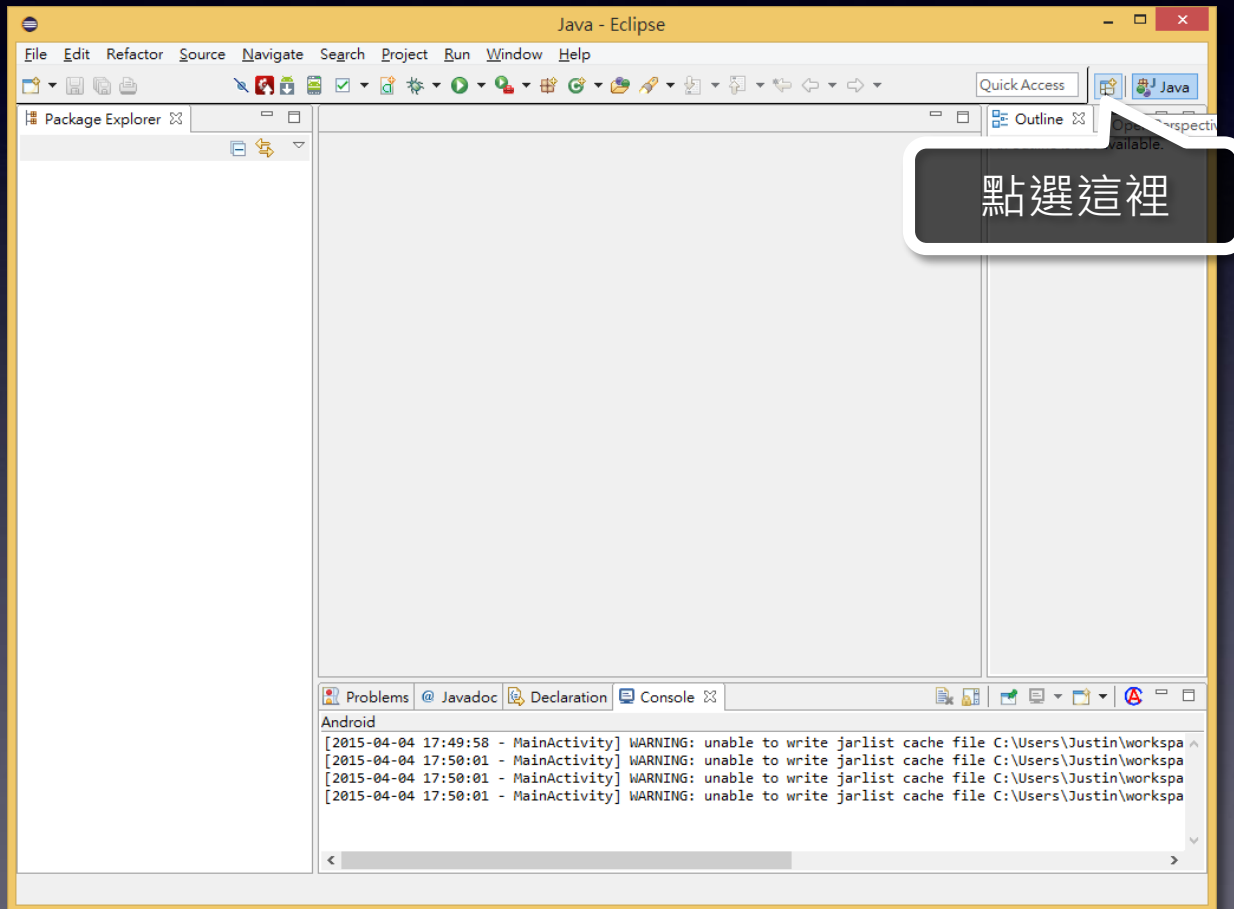 Java - Eclipse
File Edit Refactor Source Navigate Search Project Run Window Help
Quick Access Java
Package Explorer
Outline
點選這裡
Problems @ Javadoc Declaration Console
Android
[2015-04-04 17:49:58 - MainActivity] WARNING: unable to write jarlist cache file C:\Users\Justin\workspa
[2015-04-04 17:50:01 - MainActivity] WARNING: unable to write jarlist cache file C:\Users\Justin\workspa
[2015-04-04 17:50:01 - MainActivity] WARNING: unable to write jarlist cache file C:\Users\Justin\workspa
[2015-04-04 17:50:01 - MainActivity] WARNING: unable to write jarlist cache file C:\Users\Justin\workspa